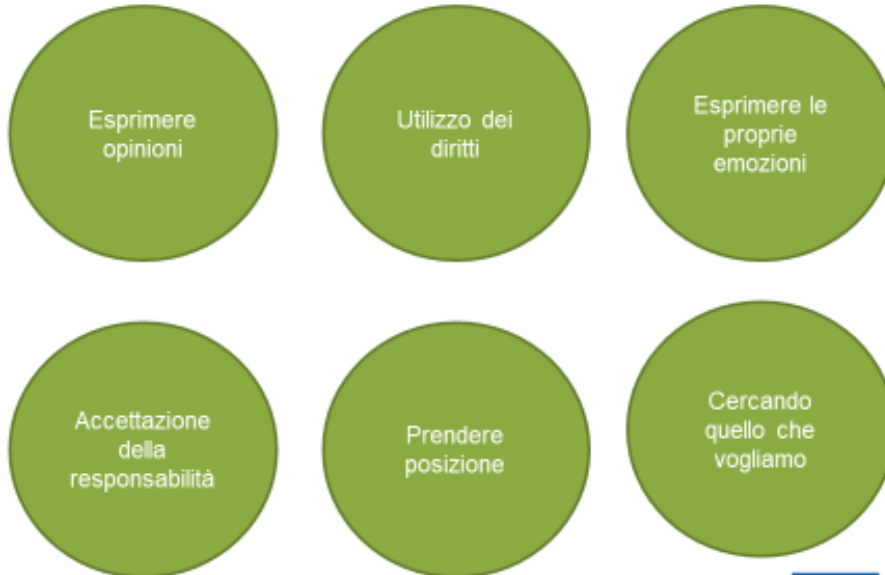 Esprimere
opinioni
Utilizzo dei
diritti
Esprimere le
proprie
emozioni
Accettazione
della
responsabilità
Prendere
posizione
Cercando
quello che
vogliamo